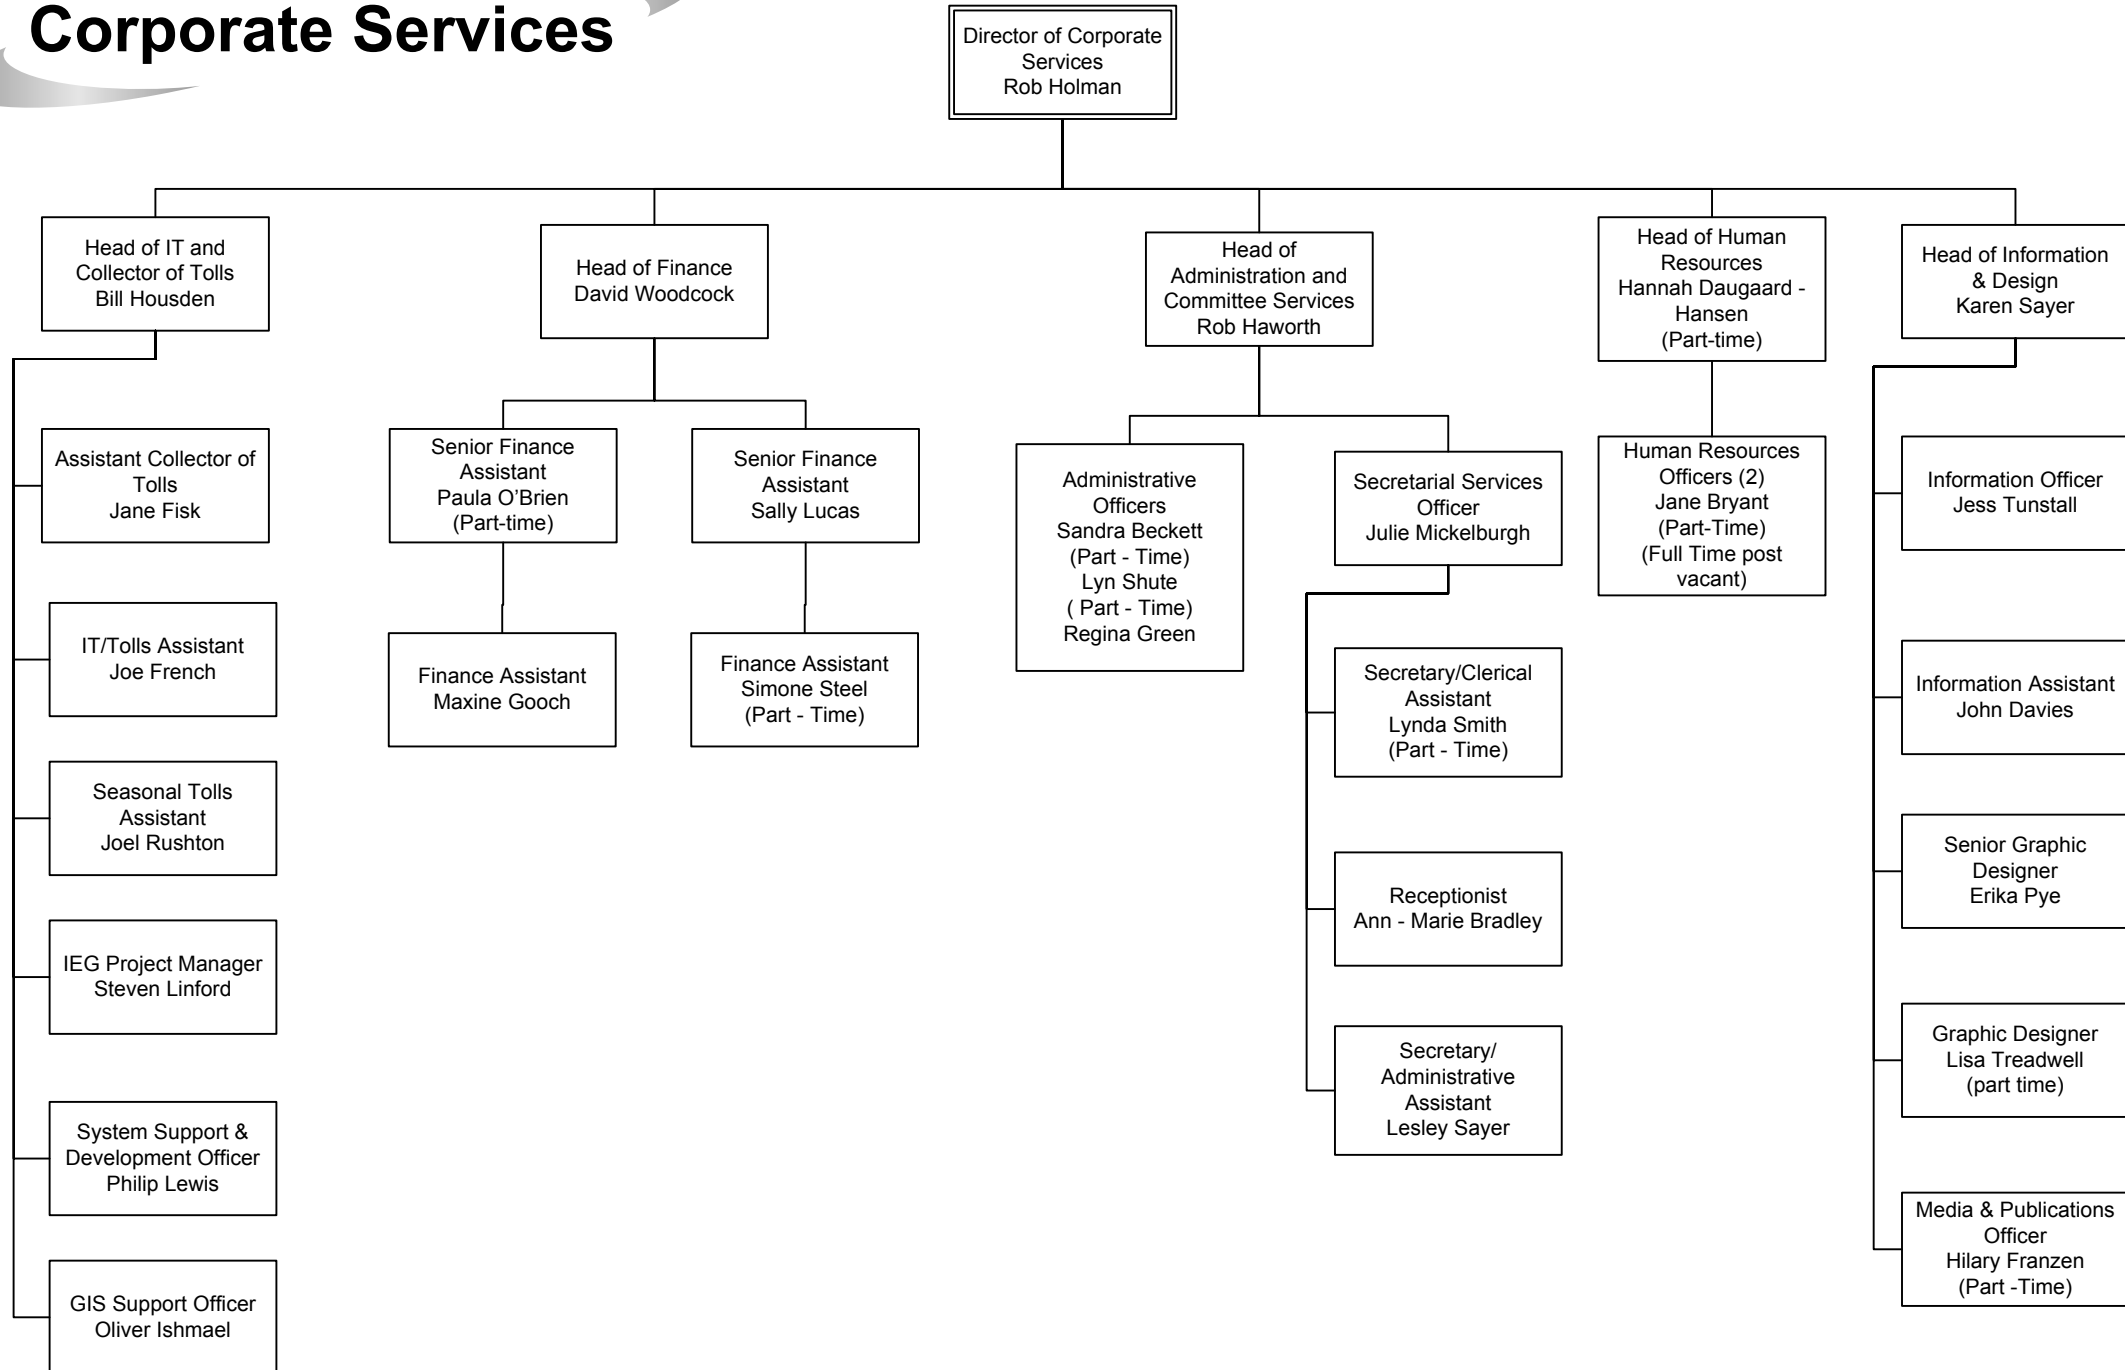 Corporate Services
Director of Corporate
Services
Rob Holman
Head of IT and
Collector of Tolls
Bill Housden
Head of Finance
David Woodcock
Head of
Administration and
Committee Services
Rob Haworth
Head of Human
Resources
Hannah Daugaard -
Hansen
(Part-time)
Head of Information
& Design
Karen Sayer
Assistant Collector of
Tolls
Jane Fisk
IT/Tolls Assistant
Joe French
Seasonal Tolls
Assistant
Joel Rushton
IEG Project Manager
Steven Linford
System Support &
Development Officer
Philip Lewis
GIS Support Officer
Oliver Ishmael
Senior Finance
Assistant
Paula O'Brien
(Part-time)
Finance Assistant
Maxine Gooch
Senior Finance
Assistant
Sally Lucas
Finance Assistant
Simone Steel
(Part - Time)
Administrative
Officers
Sandra Beckett
(Part - Time)
Lyn Shute
( Part - Time)
Regina Green
Secretarial Services
Officer
Julie Mickelburgh
Secretary/Clerical
Assistant
Lynda Smith
(Part - Time)
Receptionist
Ann - Marie Bradley
Secretary/
Administrative
Assistant
Lesley Sayer
Human Resources
Officers (2)
Jane Bryant
(Part-Time)
(Full Time post
vacant)
Information Officer
Jess Tunstall
Information Assistant
John Davies
Senior Graphic
Designer
Erika Pye
Graphic Designer
Lisa Treadwell
(part time)
Media & Publications
Officer
Hilary Franzen
(Part -Time)